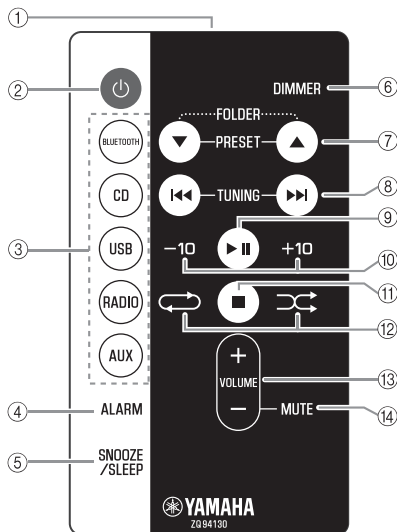 ①
② DIMMER ⑥
FOLDER
BLUETOOTH PRESET ⑦
CD TUNING ⑧
⑨
③ USB −10 +10 ⑩
⑪
RADIO
⑫
AUX +
VOLUME ⑬
④ ALARM − MUTE ⑭
⑤ SNOOZE
/SLEEP
YAMAHA
ZQ94130